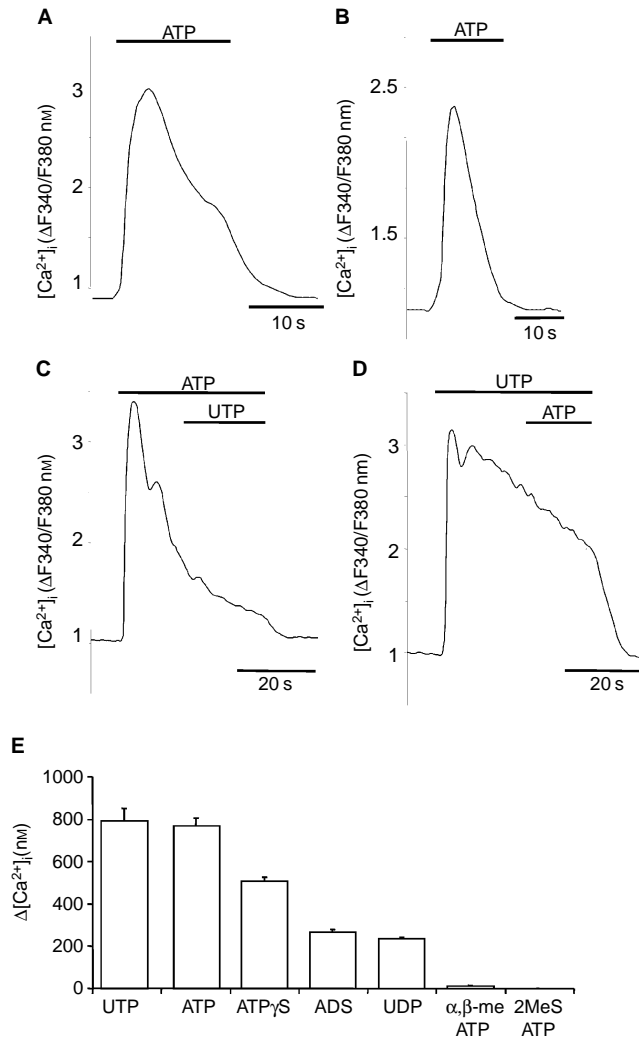 A
ATP
[Ca²⁺]ᵢ (ΔF340/F380 nM)
3
2
1
10 s
B
ATP
[Ca²⁺]ᵢ (ΔF340/F380 nm)
2.5
1.5
10 s
C
ATP
UTP
[Ca²⁺]ᵢ (ΔF340/F380 nM)
3
2
1
20 s
D
UTP
ATP
[Ca²⁺]ᵢ (ΔF340/F380 nm)
3
2
1
20 s
E
Δ[Ca²⁺]ᵢ(nM)
1000
800
600
400
200
0
UTP ATP ATPγS ADS UDP α,β-me 2MeS
ATP ATP